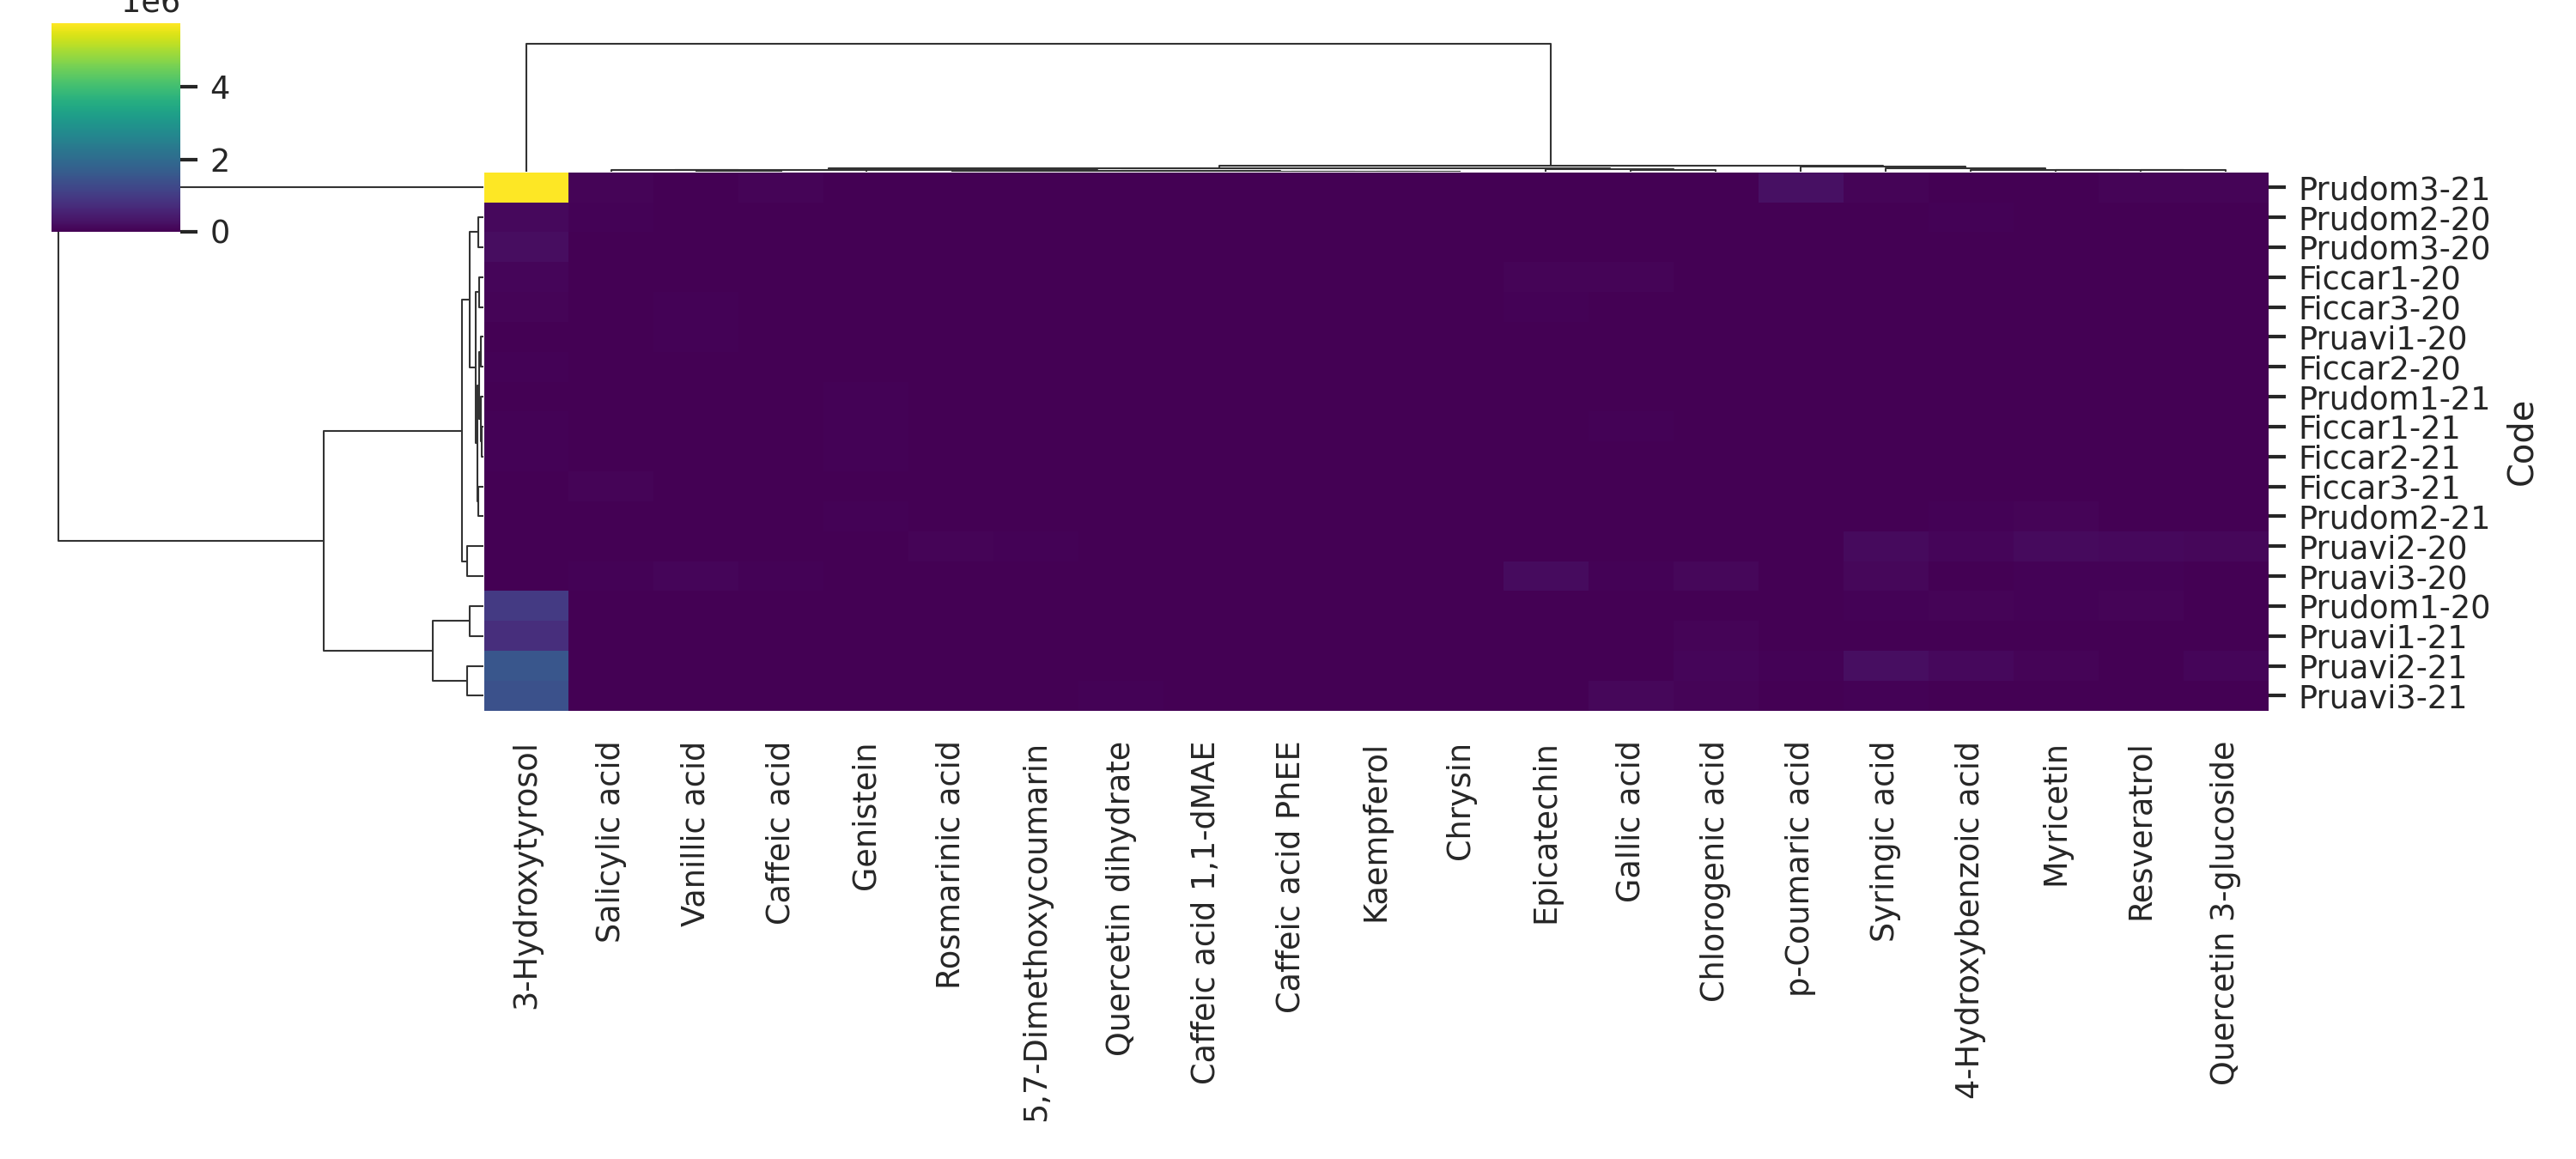 1e6
4
2
0
Prudom3-21
Prudom2-20
Prudom3-20
Ficcar1-20
Ficcar3-20
Pruavi1-20
Ficcar2-20
Prudom1-21
Ficcar1-21
Ficcar2-21
Ficcar3-21
Prudom2-21
Pruavi2-20
Pruavi3-20
Prudom1-20
Pruavi1-21
Pruavi2-21
Pruavi3-21
Code
3-Hydroxytyrosol
Salicylic acid
Vanillic acid
Caffeic acid
Genistein
Rosmarinic acid
5,7-Dimethoxycoumarin
Quercetin dihydrate
Caffeic acid 1,1-dMAE
Caffeic acid PhEE
Kaempferol
Chrysin
Epicatechin
Gallic acid
Chlorogenic acid
p-Coumaric acid
Syringic acid
4-Hydroxybenzoic acid
Myricetin
Resveratrol
Quercetin 3-glucoside